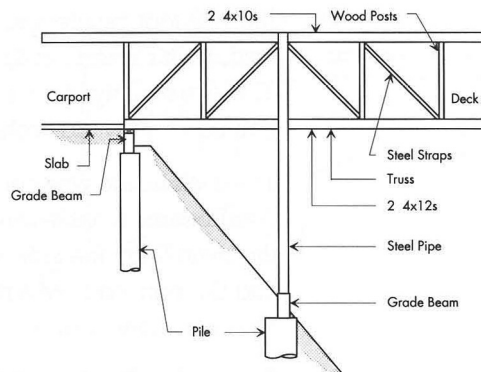 2 4x10s
Wood Posts
Carport
Deck
Slab
Steel Straps
Grade Beam
Truss
2 4x12s
Steel Pipe
Grade Beam
Pile